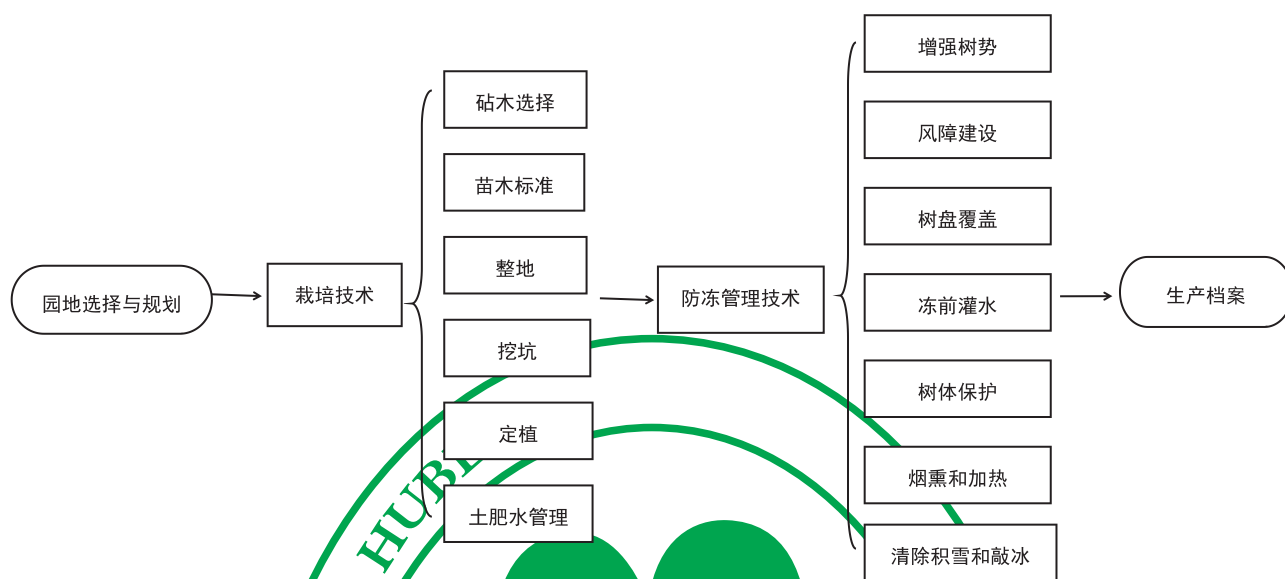 园地选择与规划
栽培技术
砧木选择
苗木标准
整地
挖坑
定植
土肥水管理
防冻管理技术
增强树势
风障建设
树盘覆盖
冻前灌水
树体保护
烟熏和加热
清除积雪和敲冰
生产档案